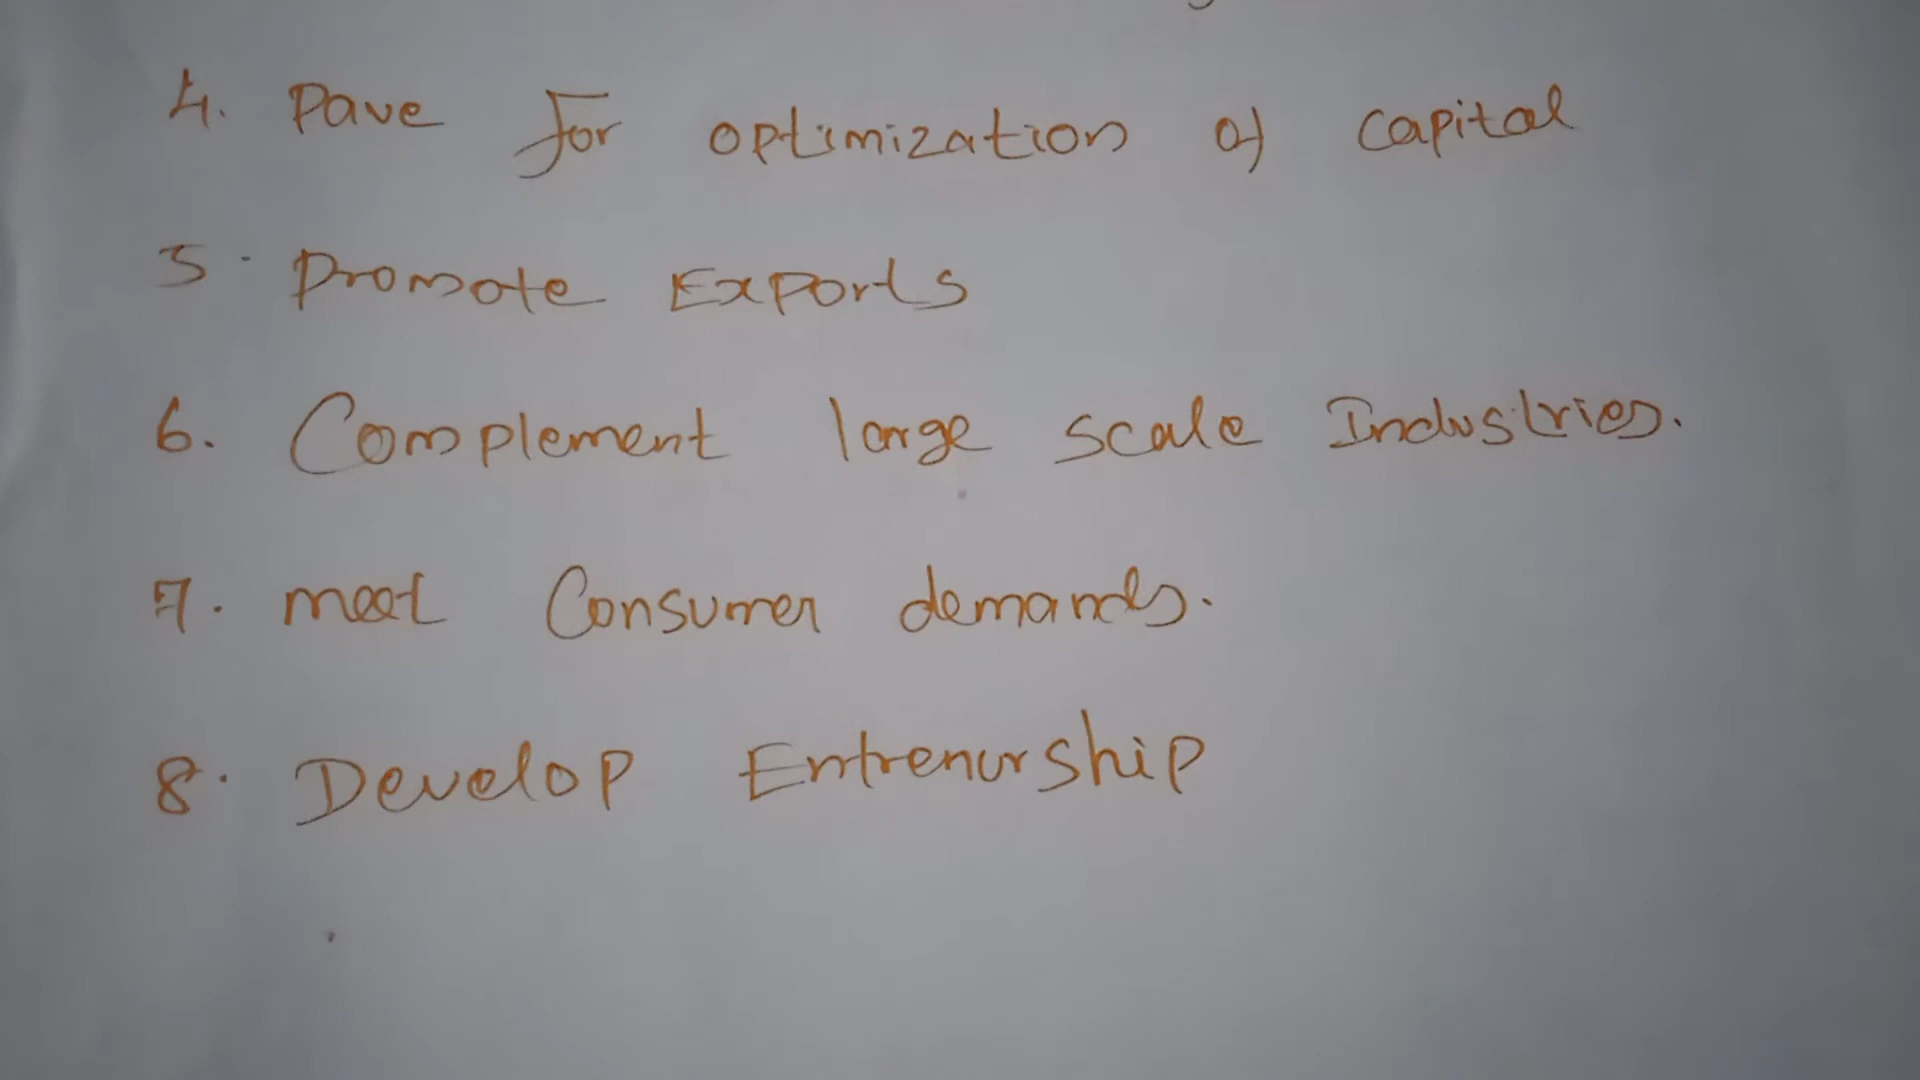 4. Pave for optimization of capital
5. Promote Exports
6. Complement large scale Industries.
7. meet Consumer demands.
8. Develop Entrenurship